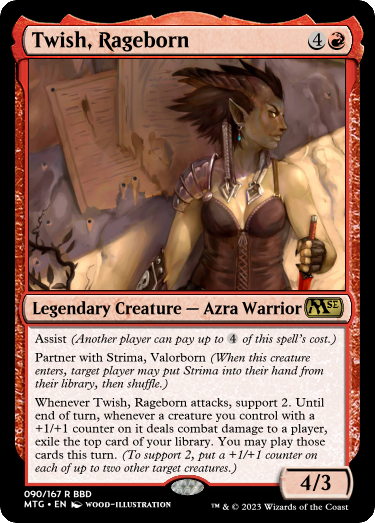 Twish, Rageborn 4
Legendary Creature — Azra Warrior MSE
Assist (Another player can pay up to 4 of this spell's cost.)
Partner with Strima, Valorborn (When this creature
enters, target player may put Strima into their hand from
their library, then shuffle.)
Whenever Twish, Rageborn attacks, support 2. Until
end of turn, whenever a creature you control with a
+1/+1 counter on it deals combat damage to a player,
exile the top card of your library. You may play those
cards this turn. (To support 2, put a +1/+1 counter on
each of up to two other target creatures.)
4/3
090/167 R BBD
MTG • EN WOOD-ILLUSTRATION
™ & © 2023 Wizards of the Coast